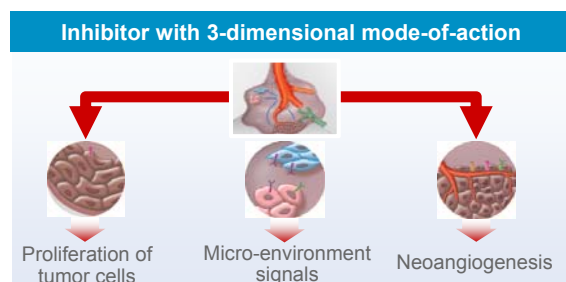 Inhibitor with 3-dimensional mode-of-action
Proliferation of
tumor cells
Micro-environment
signals
Neoangiogenesis